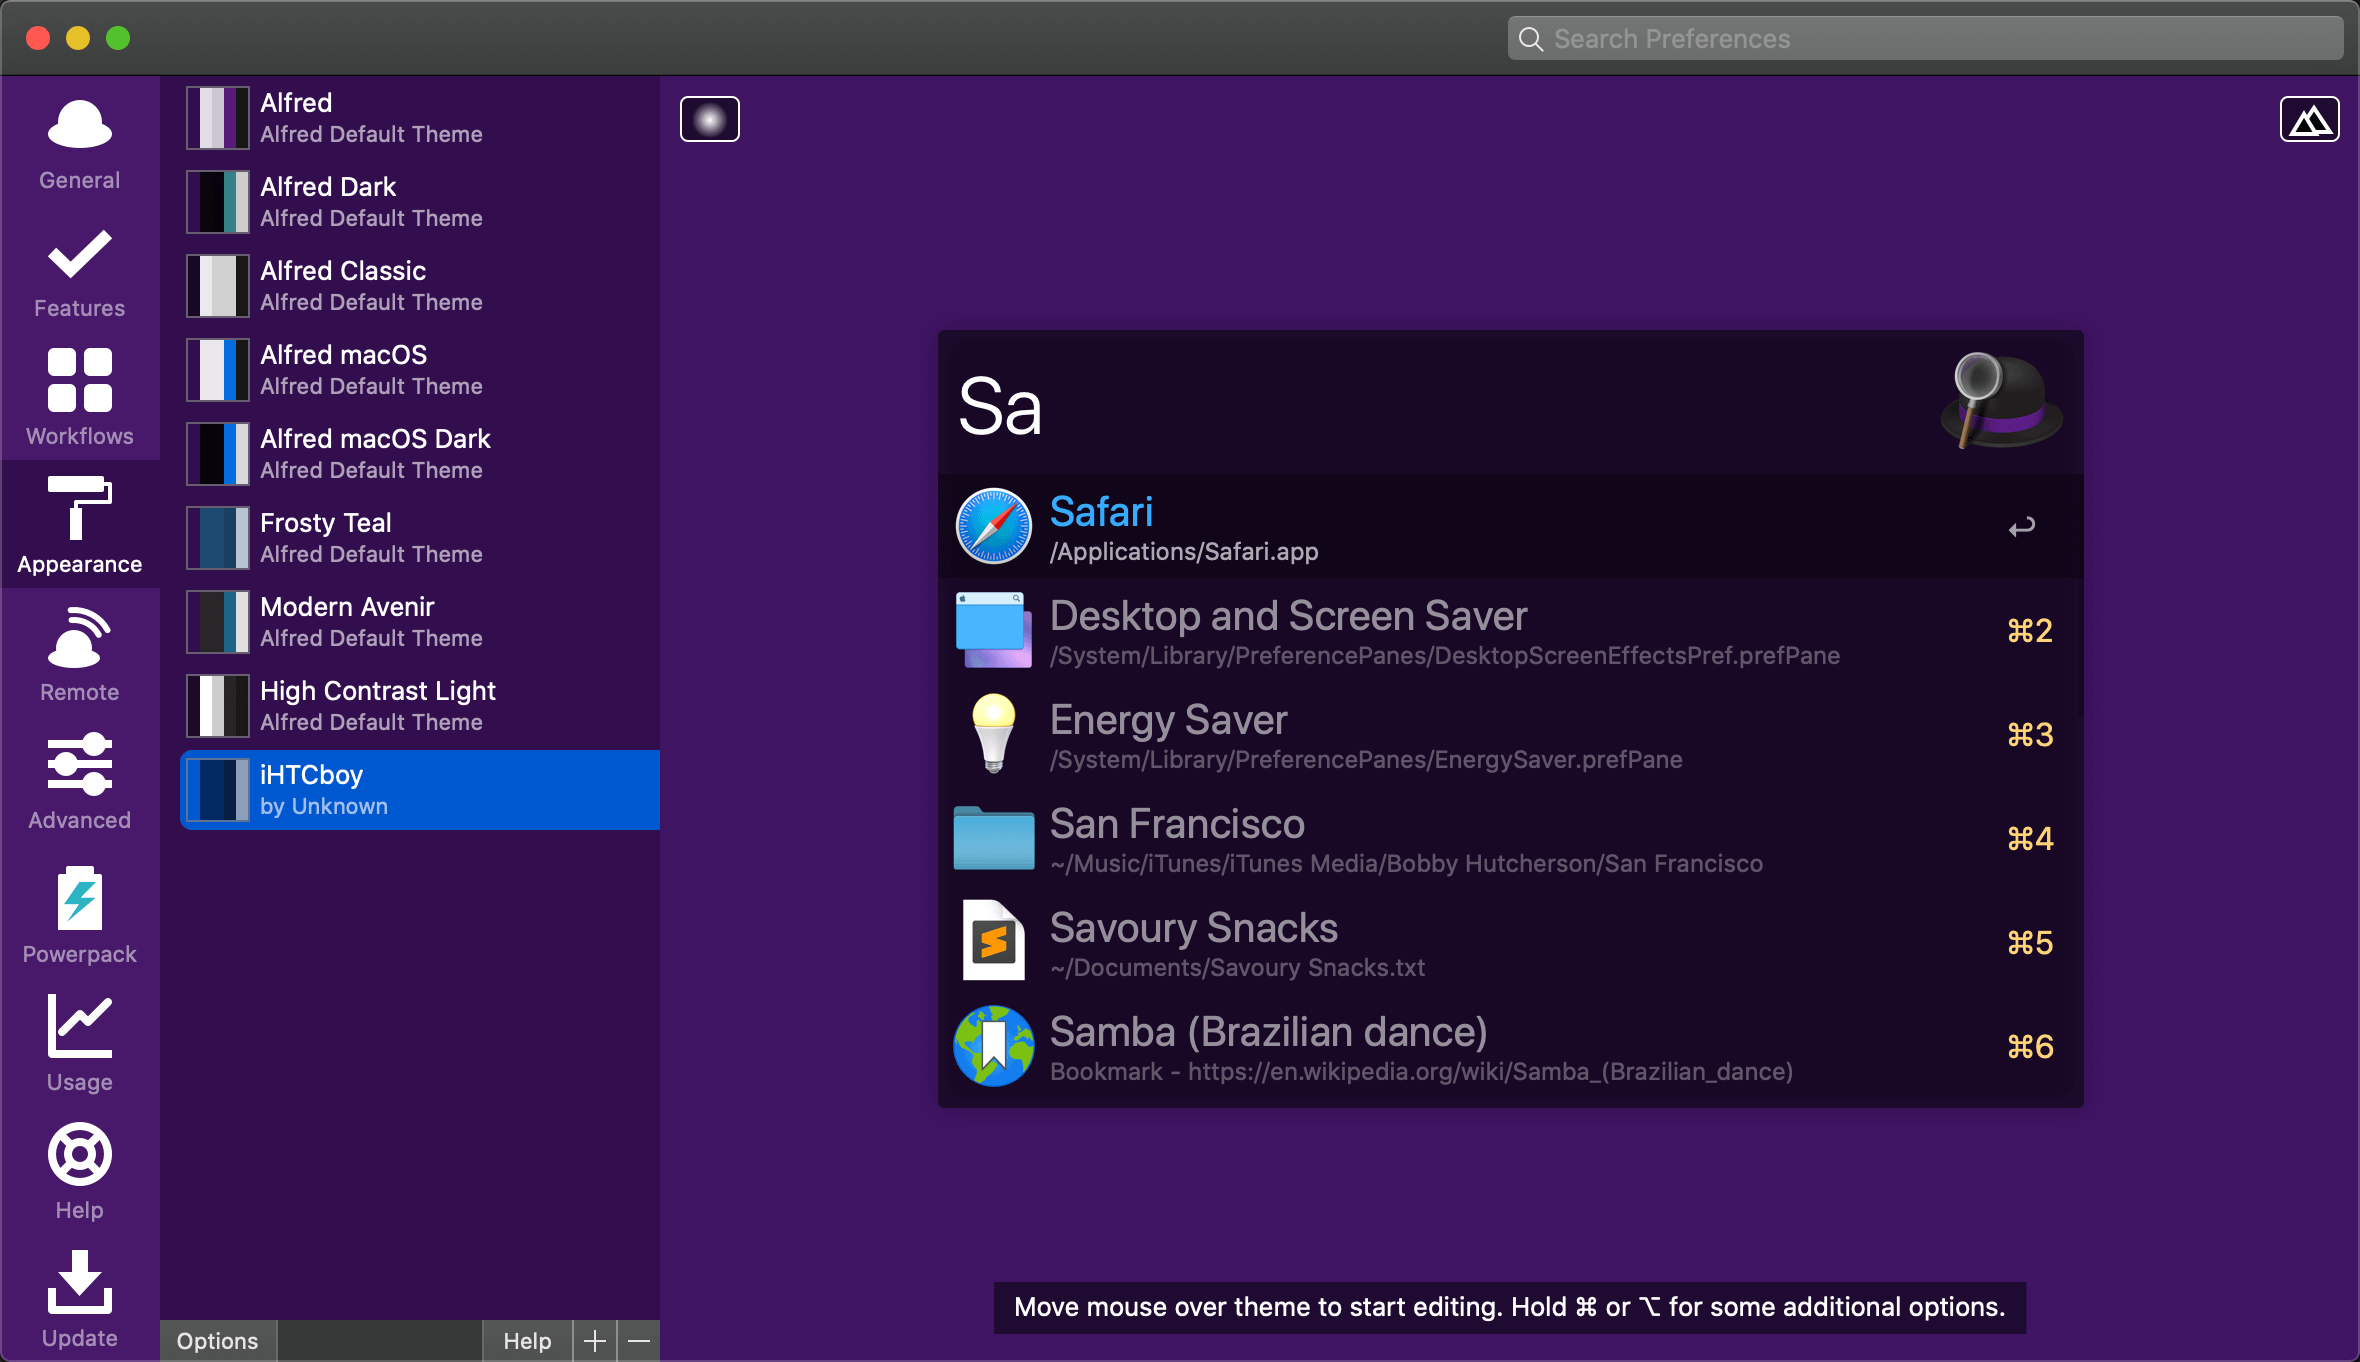 Search Preferences
General
Features
Workflows
Appearance
Remote
Advanced
Powerpack
Usage
Help
Update
Alfred
Alfred Default Theme
Alfred Dark
Alfred Default Theme
Alfred Classic
Alfred Default Theme
Alfred macOS
Alfred Default Theme
Alfred macOS Dark
Alfred Default Theme
Frosty Teal
Alfred Default Theme
Modern Avenir
Alfred Default Theme
High Contrast Light
Alfred Default Theme
iHTCboy
by Unknown
Options
Help
Sa
Safari
/Applications/Safari.app
Desktop and Screen Saver
/System/Library/PreferencePanes/DesktopScreenEffectsPref.prefPane
⌘2
Energy Saver
/System/Library/PreferencePanes/EnergySaver.prefPane
⌘3
San Francisco
~/Music/iTunes/iTunes Media/Bobby Hutcherson/San Francisco
⌘4
Savoury Snacks
~/Documents/Savoury Snacks.txt
⌘5
Samba (Brazilian dance)
Bookmark - https://en.wikipedia.org/wiki/Samba_(Brazilian_dance)
⌘6
Move mouse over theme to start editing. Hold ⌘ or ⌥ for some additional options.